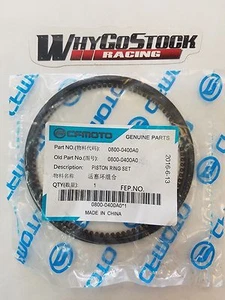 WHYGOSTOCK
RACING
CFMOTO GENUINE PARTS
Part NO.(物料代码): 0800-0400A0
Old Part No.(图号): 0800-0400A0
Description: PISTON RING SET
物料名称: 活塞环组合
QTY(数量): 1 FEP.NO.
0800-0400A0*1
MADE IN CHINA
2016-6-13